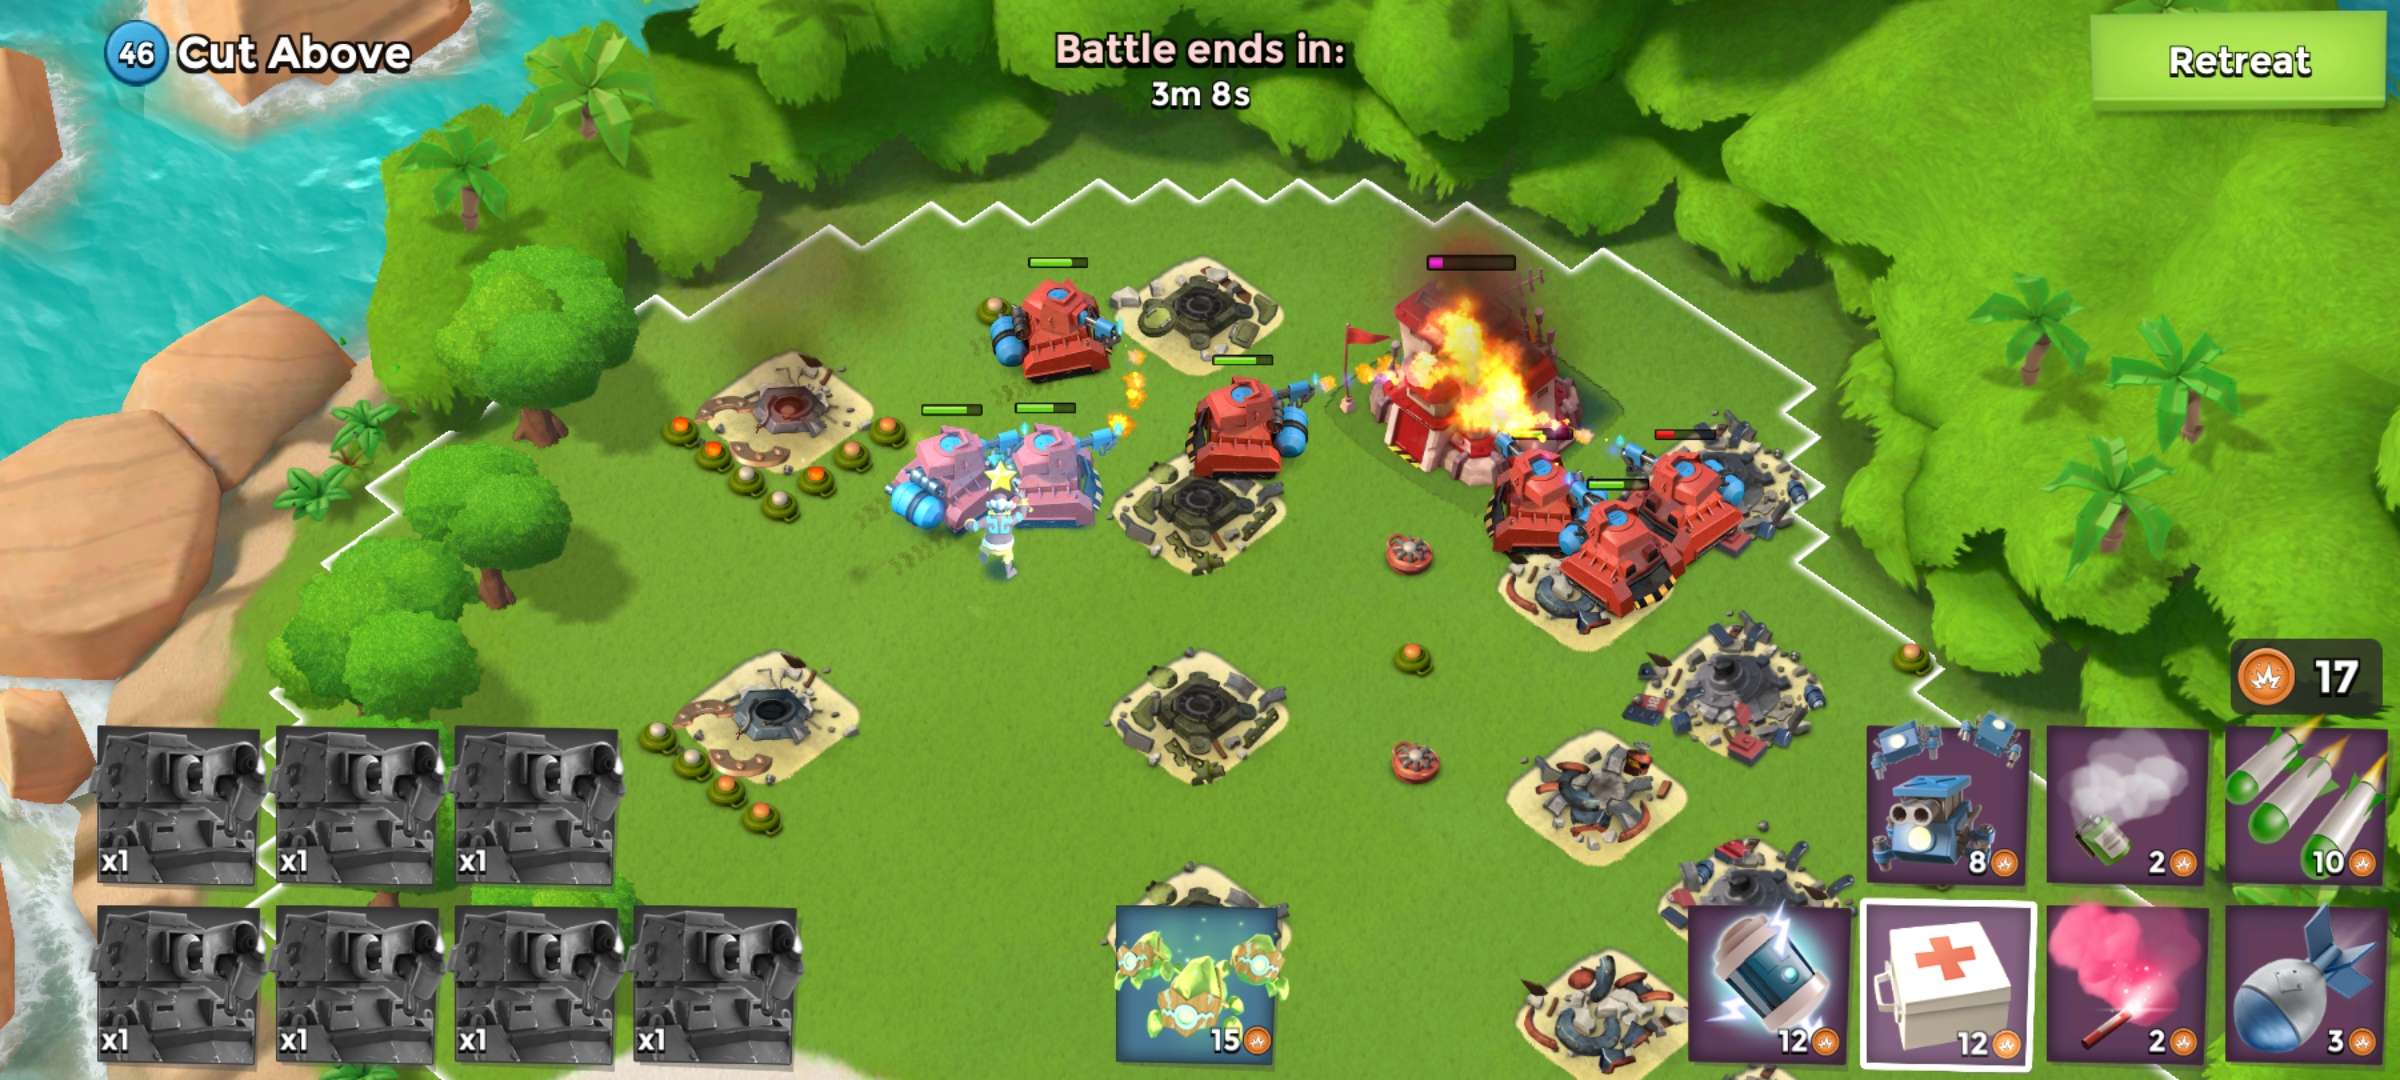 46 Cut Above
Battle ends in:
3m 8s
Retreat
17
x1 x1 x1
8 2 10
x1 x1 x1 x1
15 12 12 2 3